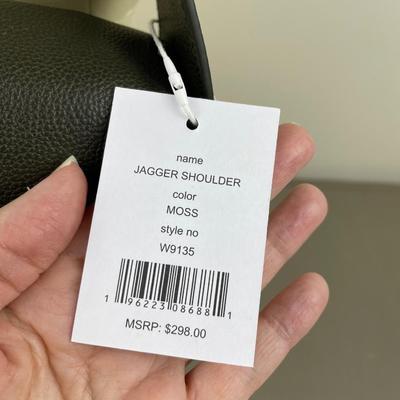 name
JAGGER SHOULDER
color
MOSS
style no
W9135
1 96223 08688 1
MSRP: $298.00